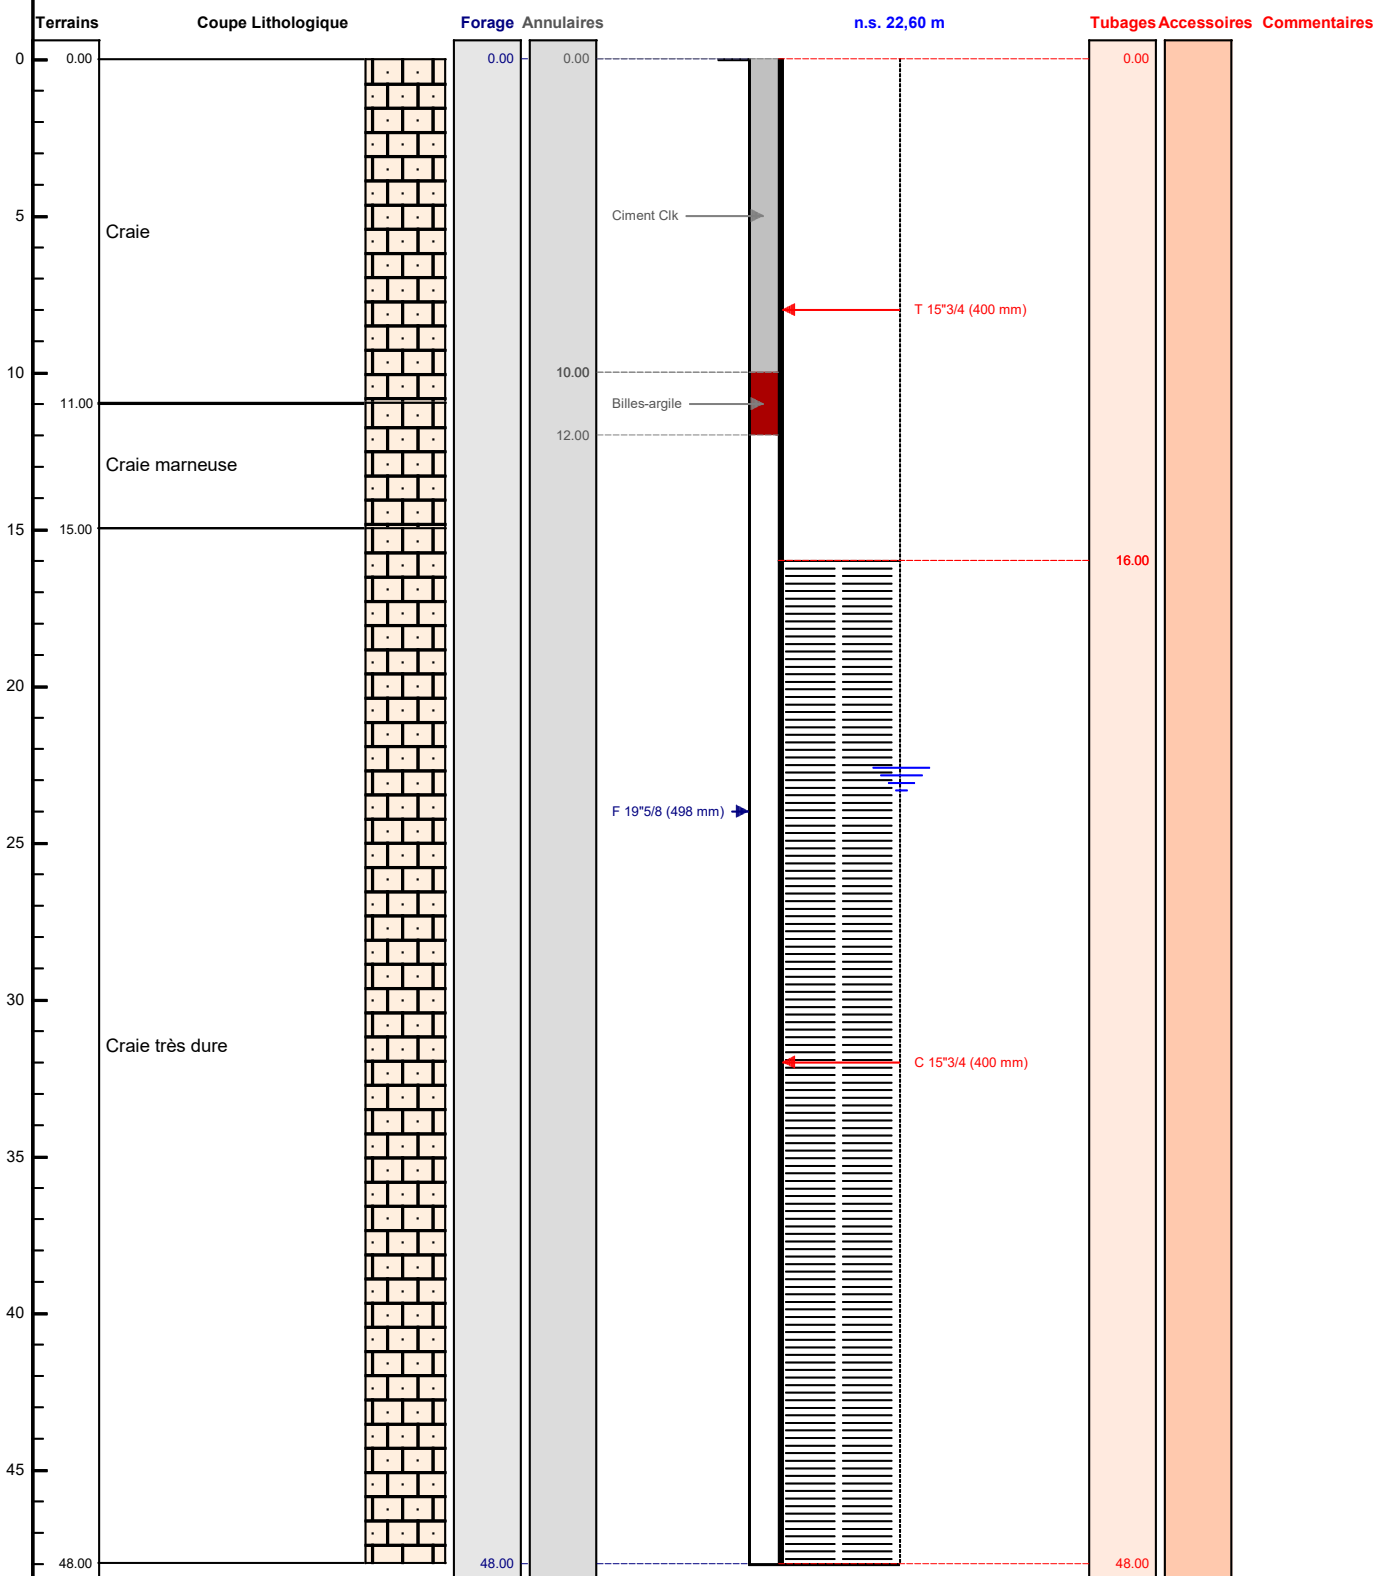 Terrains Coupe Lithologique Forage Annulaires n.s. 22,60 m Tubages Accessoires Commentaires
0 0.00 0.00 0.00 0.00
5 Ciment Clk
Craie
T 15"3/4 (400 mm)
10 10.00
11.00 Billes-argile
12.00
Craie marneuse
15 15.00
16.00
20
F 19"5/8 (498 mm)
25
30
Craie très dure
C 15"3/4 (400 mm)
35
40
45
48.00 48.00 48.00